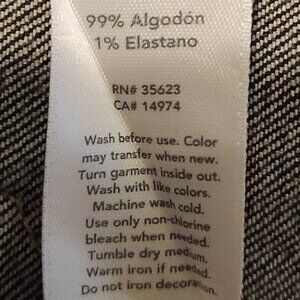 99% Algodón
1% Elastano
RN# 35623
CA# 14974
Wash before use. Color
may transfer when new.
Turn garment inside out.
Wash with like colors.
Machine wash cold.
Use only non-chlorine
bleach when needed.
Tumble dry medium.
Warm iron if needed.
Do not iron decoration.